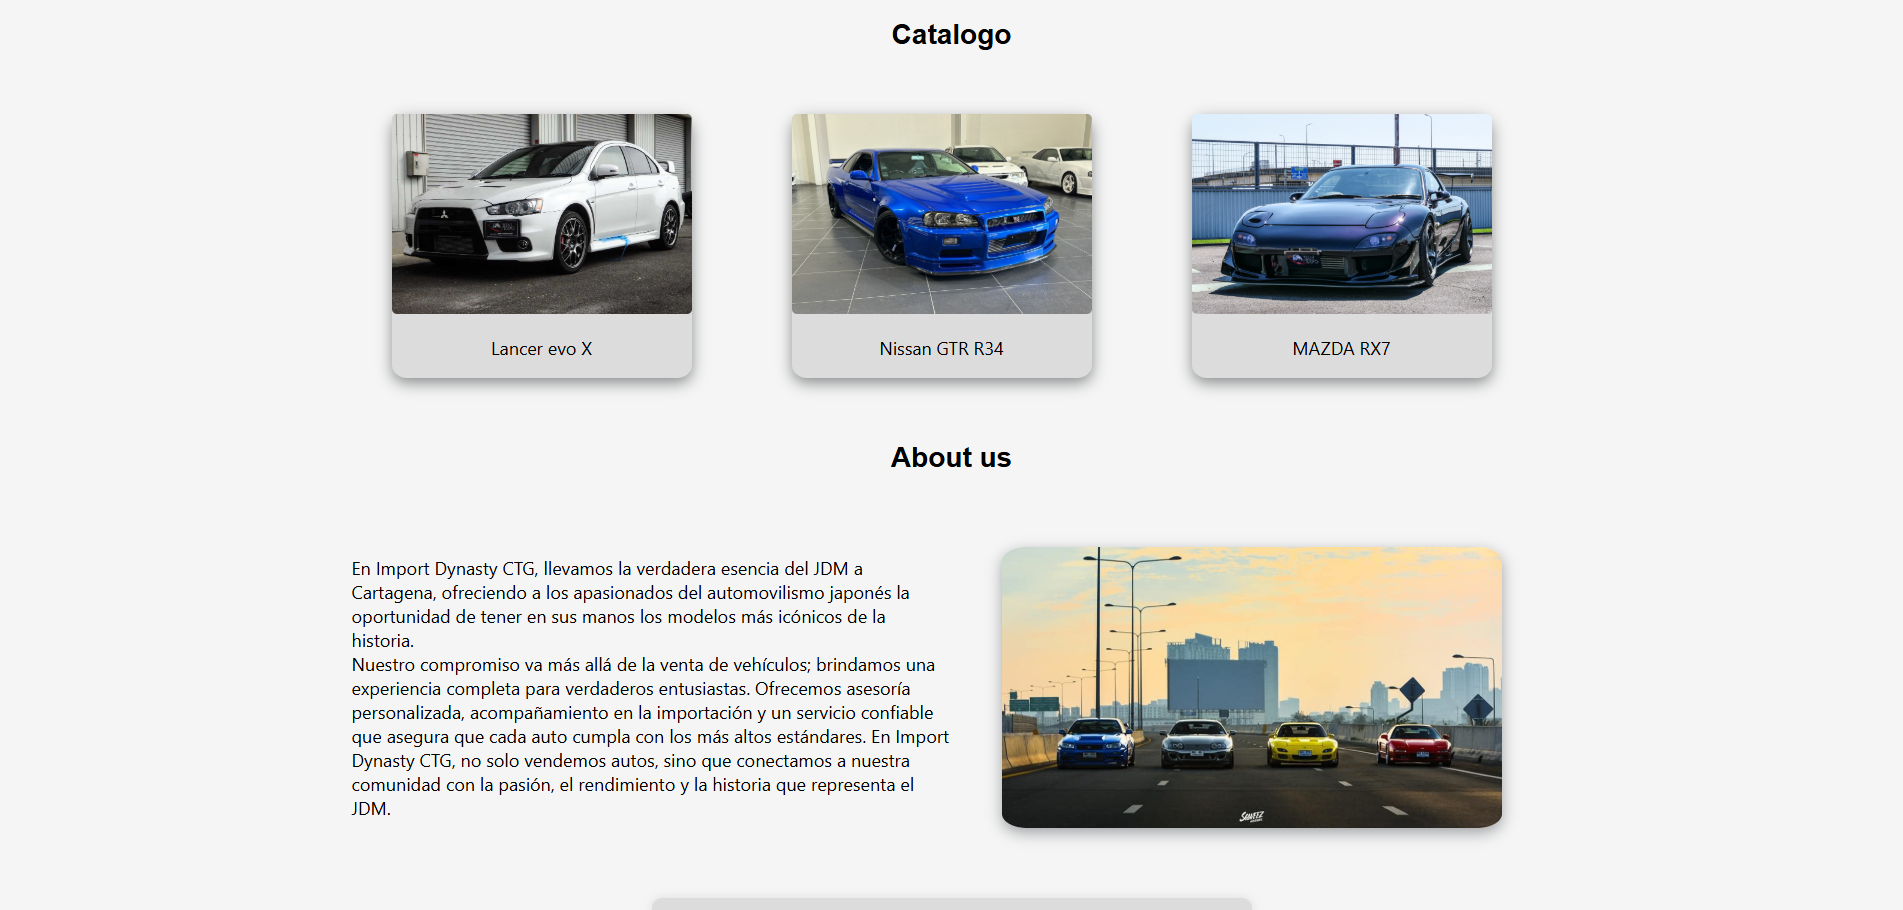 Catalogo
Lancer evo X
Nissan GTR R34
MAZDA RX7
About us
En Import Dynasty CTG, llevamos la verdadera esencia del JDM a
Cartagena, ofreciendo a los apasionados del automovilismo japonés la
oportunidad de tener en sus manos los modelos más icónicos de la
historia.
Nuestro compromiso va más allá de la venta de vehículos; brindamos una
experiencia completa para verdaderos entusiastas. Ofrecemos asesoría
personalizada, acompañamiento en la importación y un servicio confiable
que asegura que cada auto cumpla con los más altos estándares. En Import
Dynasty CTG, no solo vendemos autos, sino que conectamos a nuestra
comunidad con la pasión, el rendimiento y la historia que representa el
JDM.